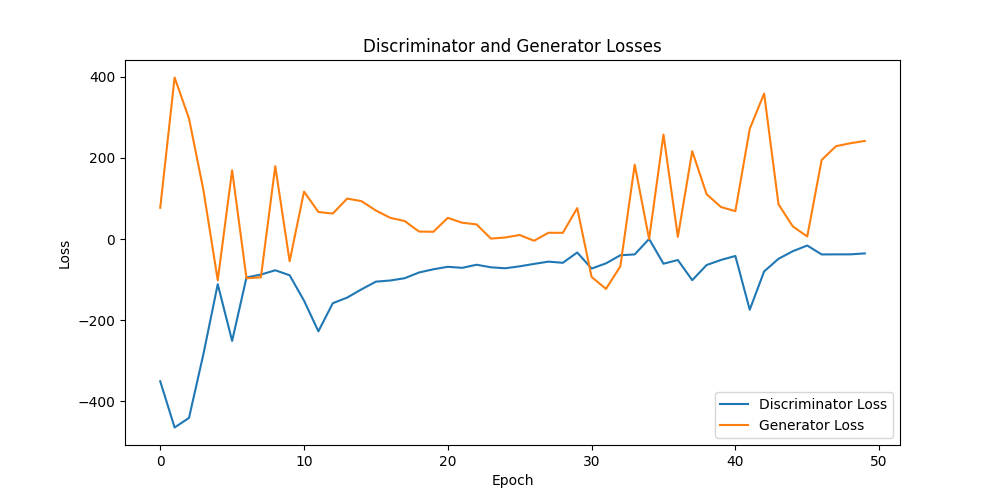 Discriminator and Generator Losses
400
200
0
−200
−400
Loss
0 10 20 30 40 50
Epoch
Discriminator Loss
Generator Loss